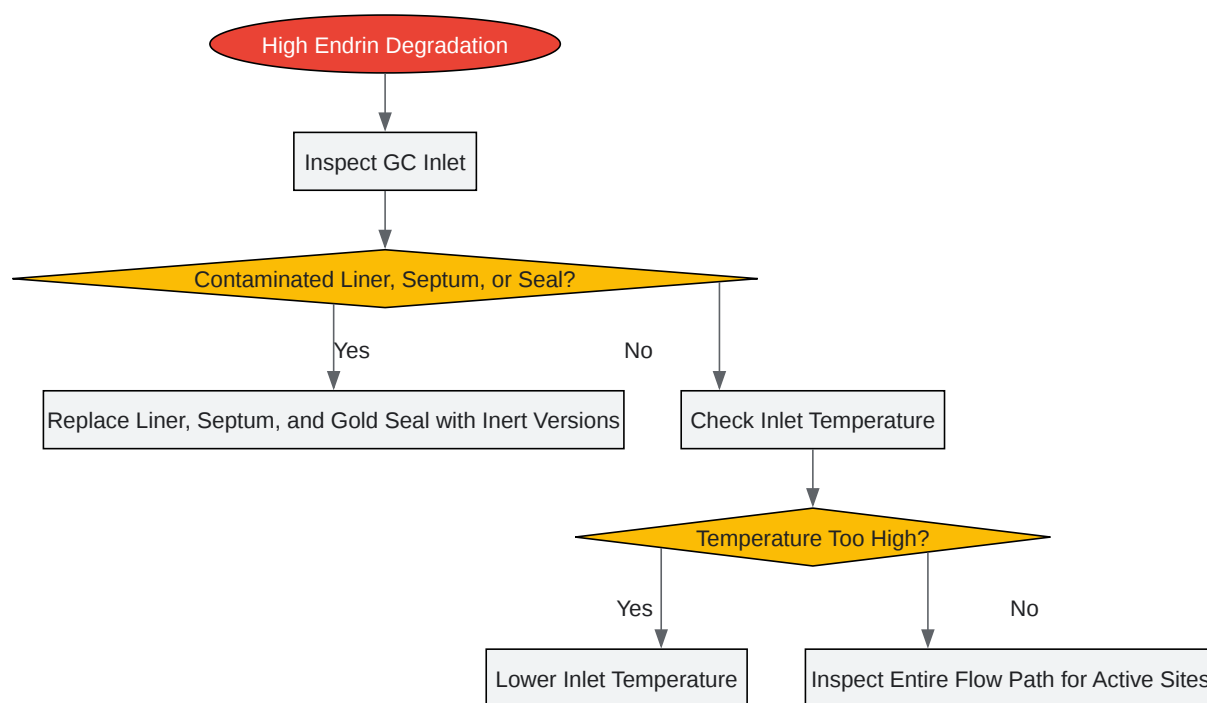 High Endrin Degradation
Inspect GC Inlet
Contaminated Liner, Septum, or Seal?
Yes
No
Replace Liner, Septum, and Gold Seal with Inert Versions
Check Inlet Temperature
Temperature Too High?
Yes
No
Lower Inlet Temperature
Inspect Entire Flow Path for Active Sites